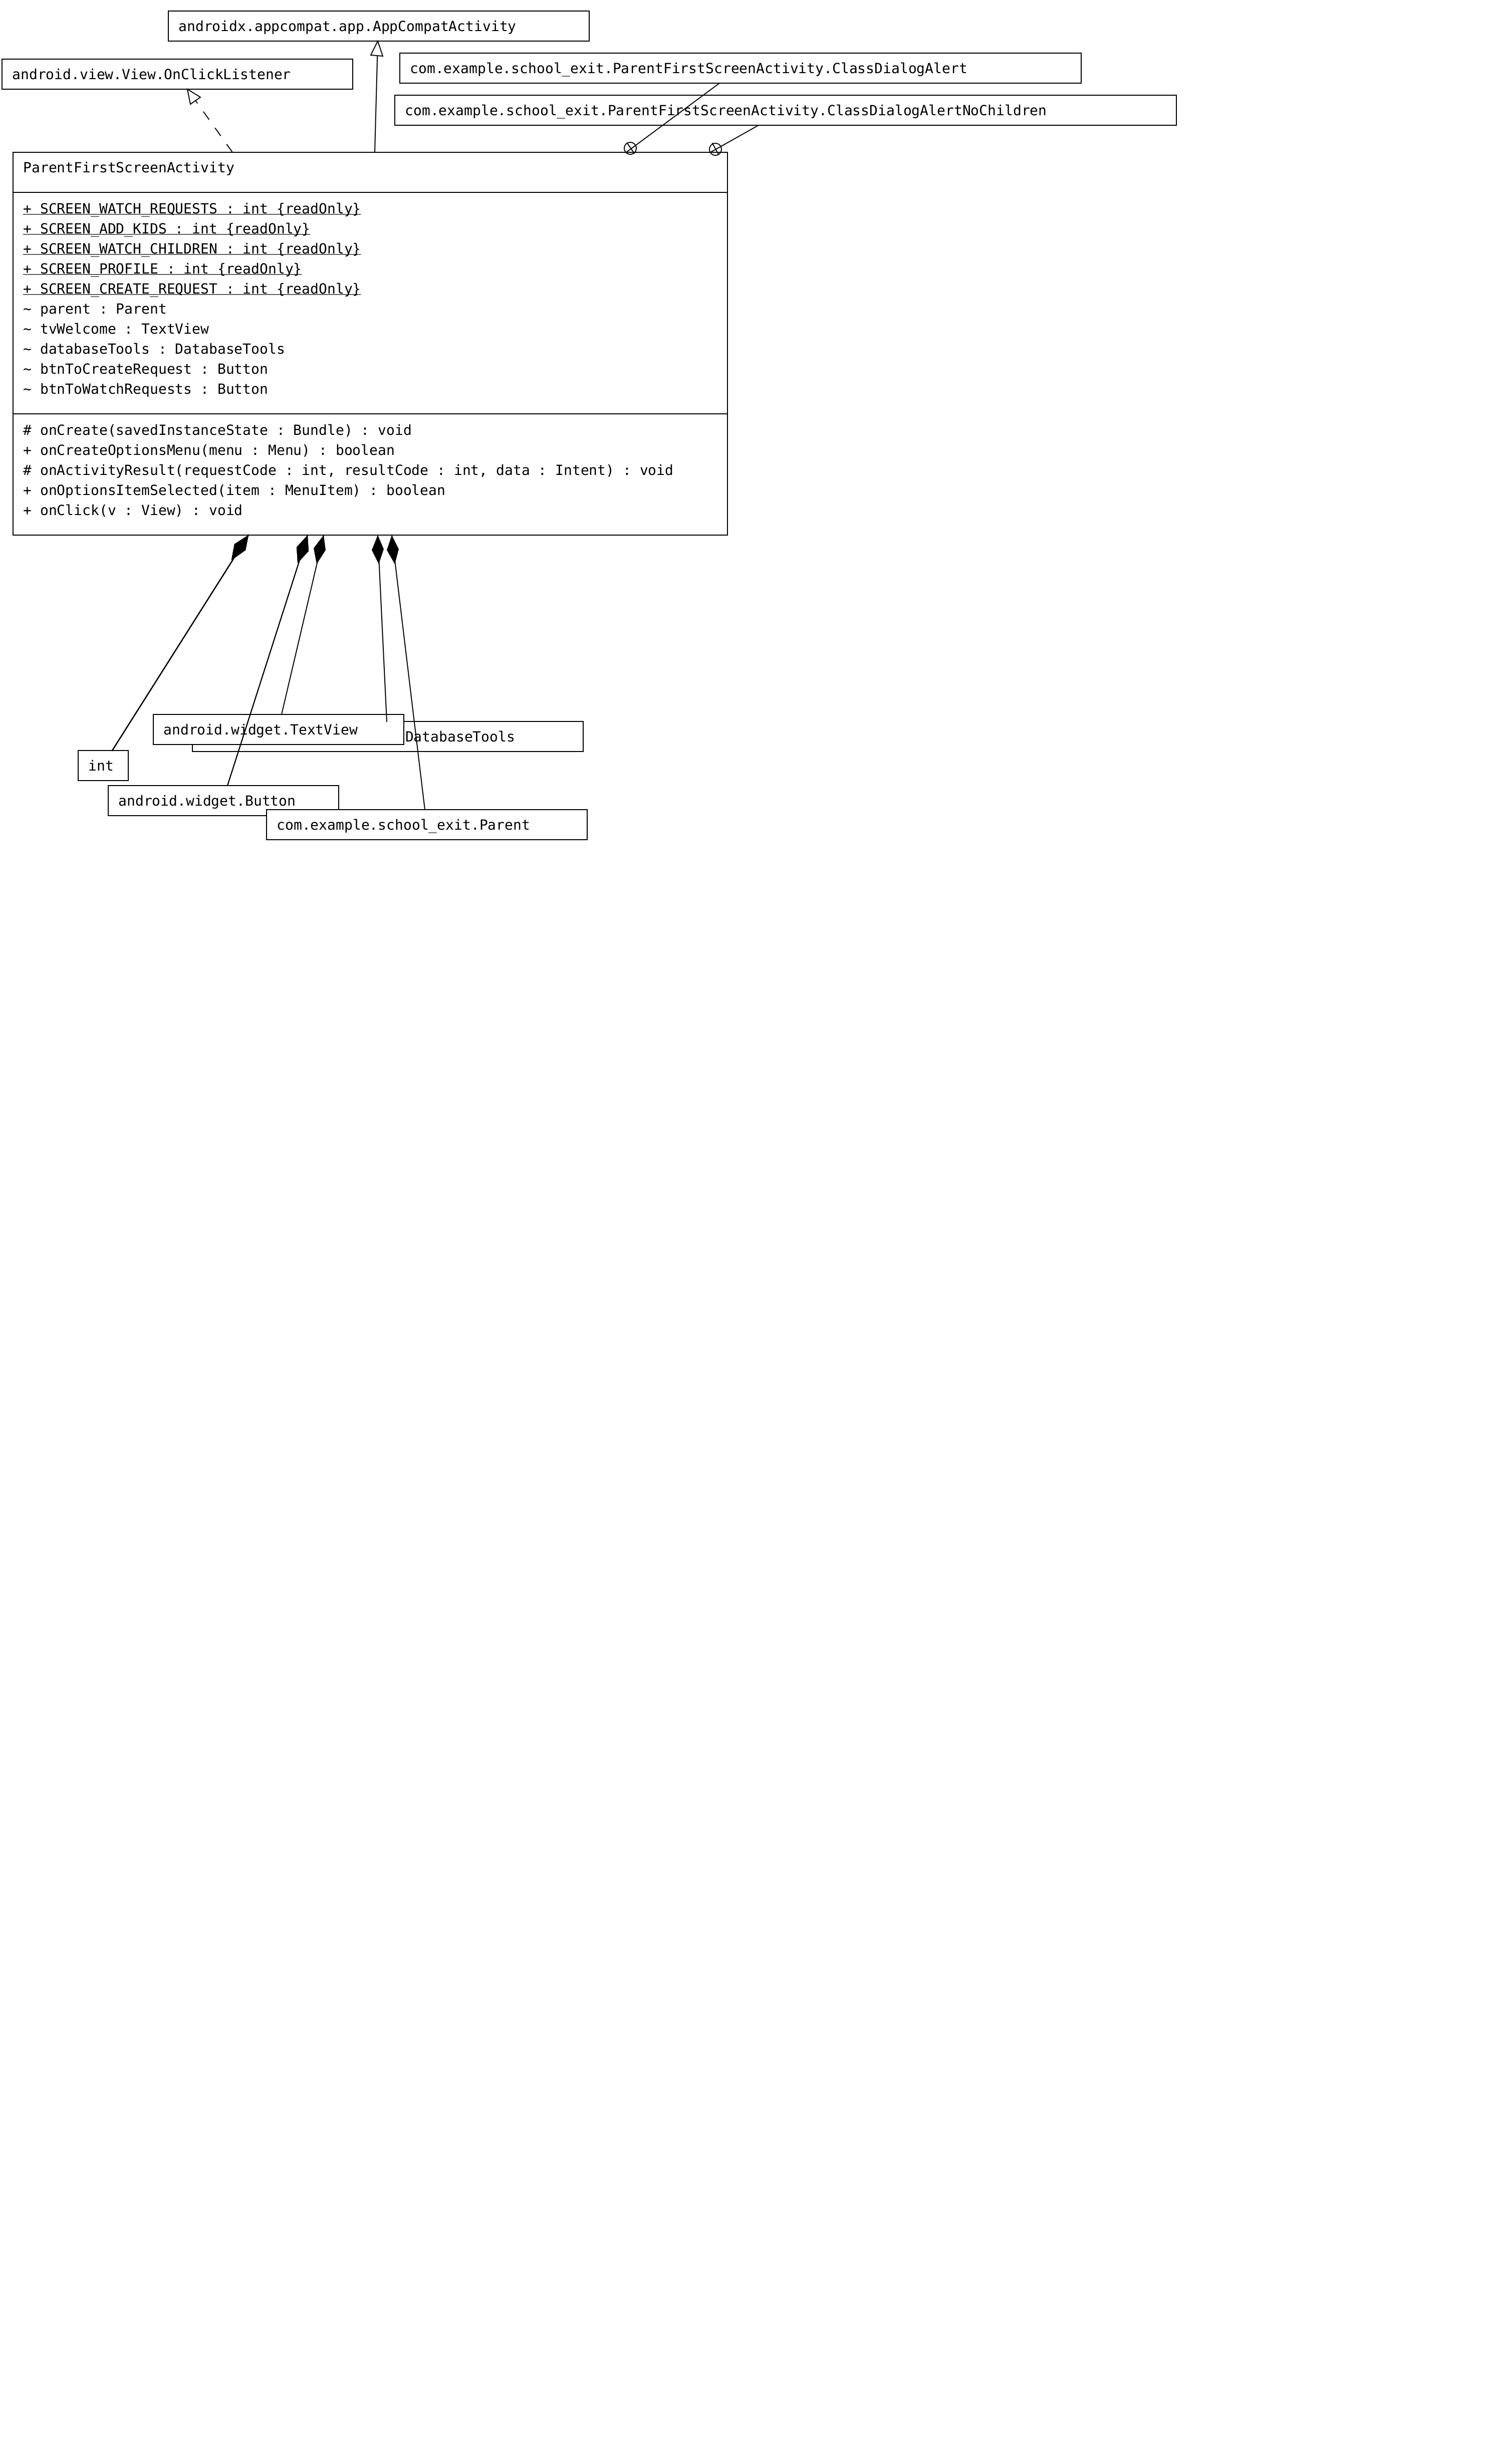 androidx.appcompat.app.AppCompatActivity
android.view.View.OnClickListener
com.example.school_exit.ParentFirstScreenActivity.ClassDialogAlert
com.example.school_exit.ParentFirstScreenActivity.ClassDialogAlertNoChildren
ParentFirstScreenActivity
+ SCREEN_WATCH_REQUESTS : int {readOnly}
+ SCREEN_ADD_KIDS : int {readOnly}
+ SCREEN_WATCH_CHILDREN : int {readOnly}
+ SCREEN_PROFILE : int {readOnly}
+ SCREEN_CREATE_REQUEST : int {readOnly}
~ parent : Parent
~ tvWelcome : TextView
~ databaseTools : DatabaseTools
~ btnToCreateRequest : Button
~ btnToWatchRequests : Button
# onCreate(savedInstanceState : Bundle) : void
+ onCreateOptionsMenu(menu : Menu) : boolean
# onActivityResult(requestCode : int, resultCode : int, data : Intent) : void
+ onOptionsItemSelected(item : MenuItem) : boolean
+ onClick(v : View) : void
android.widget.TextView
DatabaseTools
int
android.widget.Button
com.example.school_exit.Parent